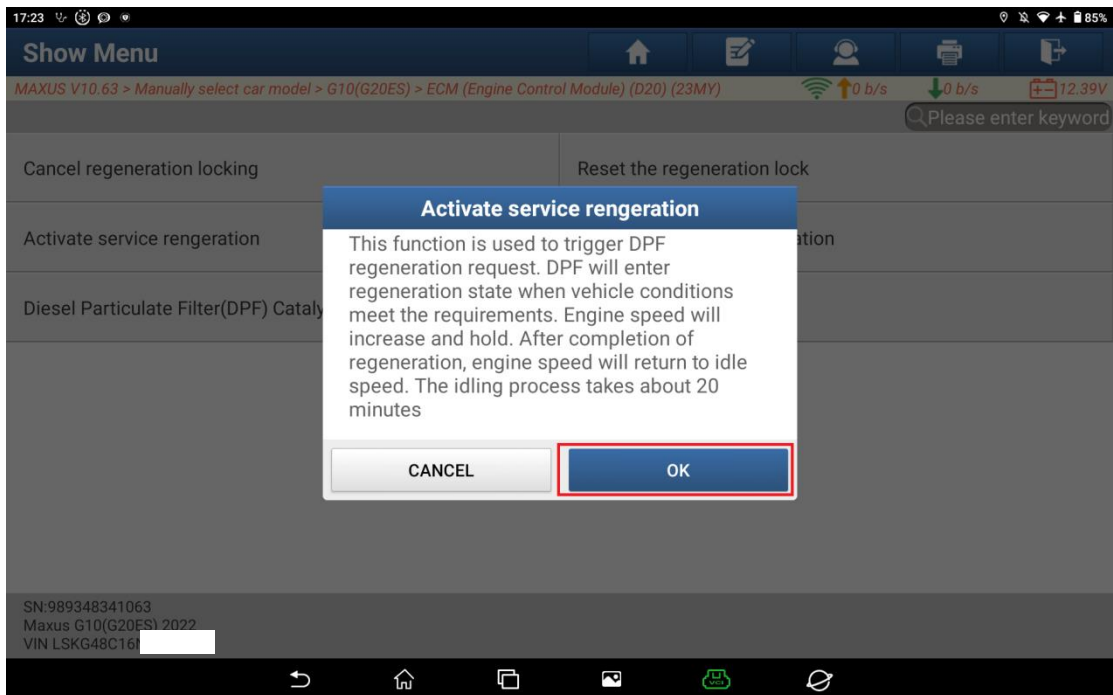 17:23
85%
Show Menu
MAXUS V10.63 > Manually select car model > G10(G20ES) > ECM (Engine Control Module) (D20) (23MY)
0 b/s
0 b/s
12.39V
Please enter keyword
Cancel regeneration locking
Reset the regeneration lock
Activate service rengeration
ation
Diesel Particulate Filter(DPF) Cataly
Activate service rengeration
This function is used to trigger DPF
regeneration request. DPF will enter
regeneration state when vehicle conditions
meet the requirements. Engine speed will
increase and hold. After completion of
regeneration, engine speed will return to idle
speed. The idling process takes about 20
minutes
CANCEL
OK
SN:989348341063
Maxus G10(G20ES) 2022
VIN LSKG48C16
VCI